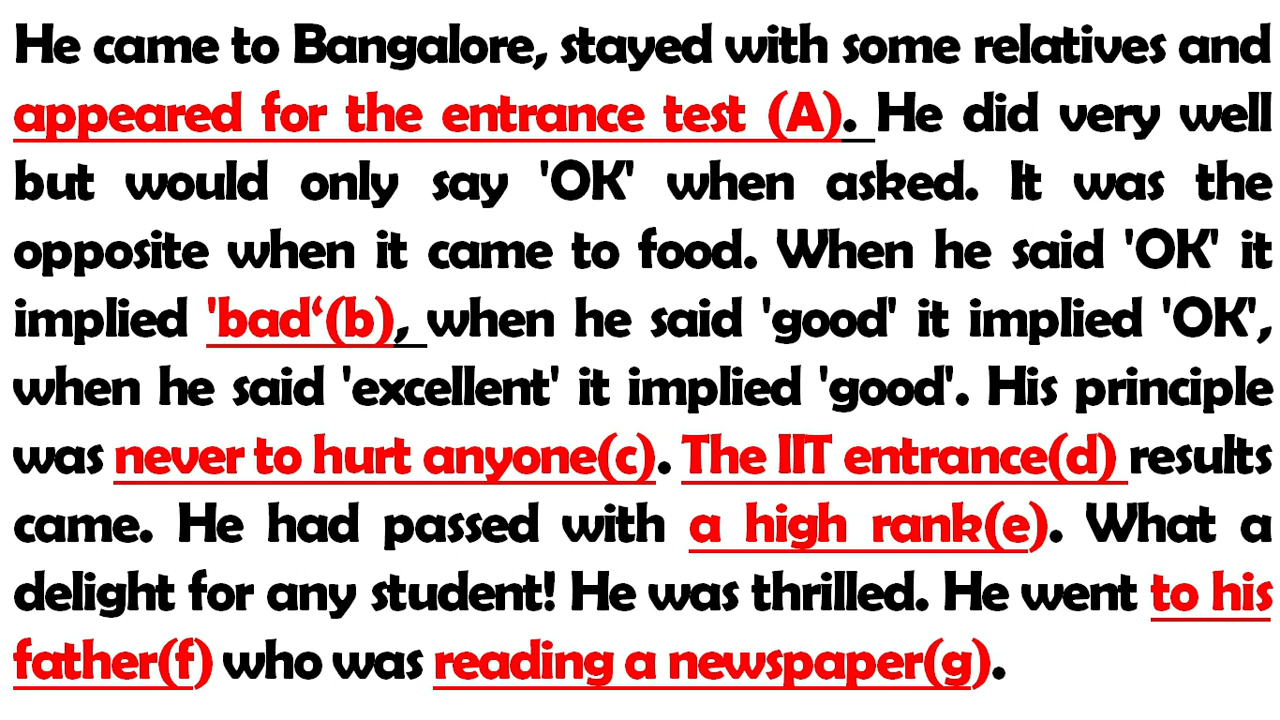 He came to Bangalore, stayed with some relatives and
appeared for the entrance test (A). He did very well
but would only say 'OK' when asked. It was the
opposite when it came to food. When he said 'OK' it
implied 'bad‘(b), when he said 'good' it implied 'OK',
when he said 'excellent' it implied 'good'. His principle
was never to hurt anyone(c). The IIT entrance(d) results
came. He had passed with a high rank(e). What a
delight for any student! He was thrilled. He went to his
father(f) who was reading a newspaper(g).